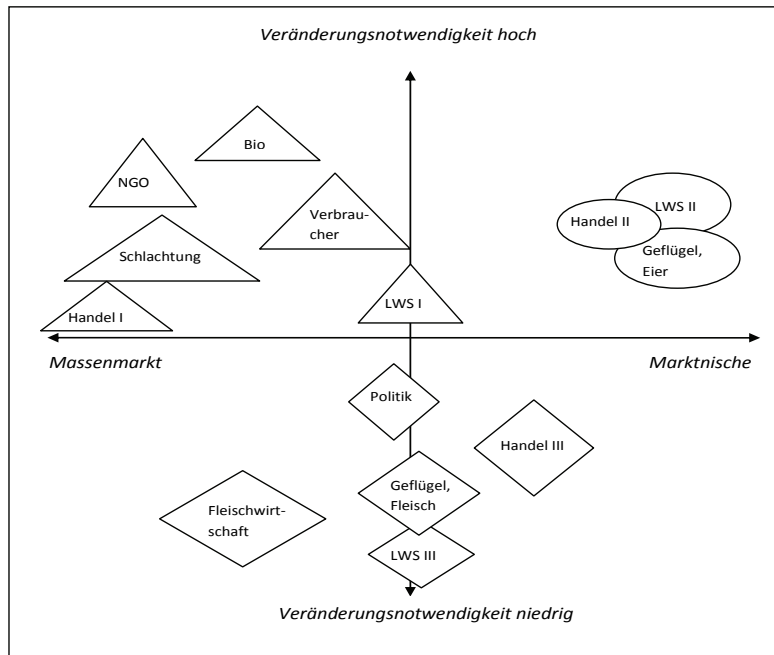 Veränderungsnotwendigkeit hoch
Bio
NGO
Verbrau-
cher
LWS II
Handel II
Geflügel,
Eier
Schlachtung
LWS I
Handel I
Massenmarkt
Marktnische
Politik
Handel III
Geflügel,
Fleisch
Fleischwirt-
schaft
LWS III
Veränderungsnotwendigkeit niedrig